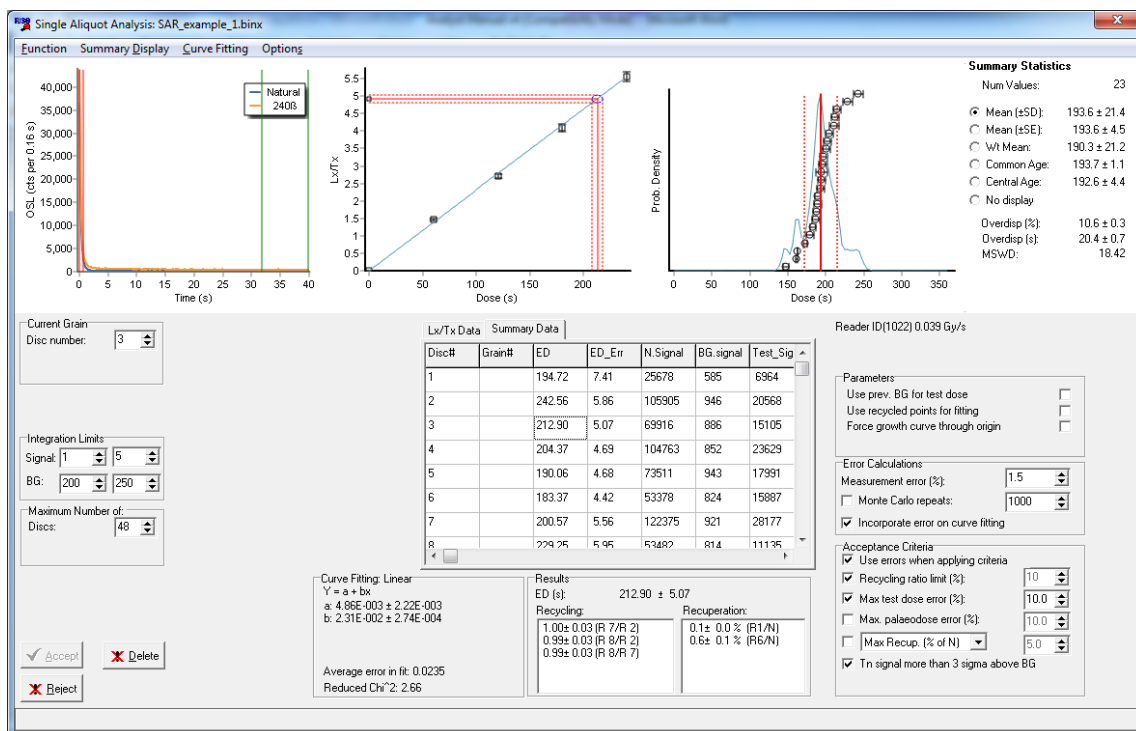 Single Aliquot Analysis: SAR_example_1.binx
Function Summary Display Curve Fitting Options
40,000
35,000
30,000
25,000
20,000
15,000
10,000
5,000
0
OSL (cts per 0.16 s)
Natural
240ß
0 5 10 15 20 25 30 35 40
Time (s)
5.5
5
4.5
4
3.5
3
2.5
2
1.5
1
0.5
0
Lx/Tx
0 50 100 150 200
Dose (s)
Prob. Density
0 50 100 150 200 250 300 350
Dose (s)
Summary Statistics
Num Values: 23
Mean (±SD): 193.6 ± 21.4
Mean (±SE): 193.6 ± 4.5
Wt Mean: 190.3 ± 21.2
Common Age: 193.7 ± 1.1
Central Age: 192.6 ± 4.4
No display
Overdisp (%): 10.6 ± 0.3
Overdisp (s): 20.4 ± 0.7
MSWD: 18.42
Current Grain
Disc number: 3
Integration Limits
Signal: 1 5
BG: 200 250
Maximum Number of:
Discs: 48
Accept Delete
Reject
Lx/Tx Data Summary Data
Disc# Grain# ED ED_Err N.Signal BG.signal Test_Sig
1 194.72 7.41 25678 585 6964
2 242.56 5.86 105905 946 20568
3 212.90 5.07 69916 886 15105
4 204.37 4.69 104763 852 23629
5 190.06 4.68 73511 943 17991
6 183.37 4.42 53378 824 15887
7 200.57 5.56 122375 921 28177
8 229.25 5.95 53482 814 11135
Curve Fitting: Linear
Y = a + bx
a: 4.86E-003 ± 2.22E-003
b: 2.31E-002 ± 2.74E-004
Average error in fit: 0.0235
Reduced Chi^2: 2.66
Results
ED (s): 212.90 ± 5.07
Recycling:
1.00± 0.03 (R 7/R 2)
0.99± 0.03 (R 8/R 2)
0.99± 0.03 (R 8/R 7)
Recuperation:
0.1± 0.0 % (R1/N)
0.6± 0.1 % (R6/N)
Reader ID(1022) 0.039 Gy/s
Parameters
Use prev. BG for test dose
Use recycled points for fitting
Force growth curve through origin
Error Calculations
Measurement error (%): 1.5
Monte Carlo repeats: 1000
Incorporate error on curve fitting
Acceptance Criteria
Use errors when applying criteria
Recycling ratio limit (%): 10
Max test dose error (%): 10.0
Max. palaeodose error (%): 10.0
Max Recup. (% of N) 5.0
Tn signal more than 3 sigma above BG